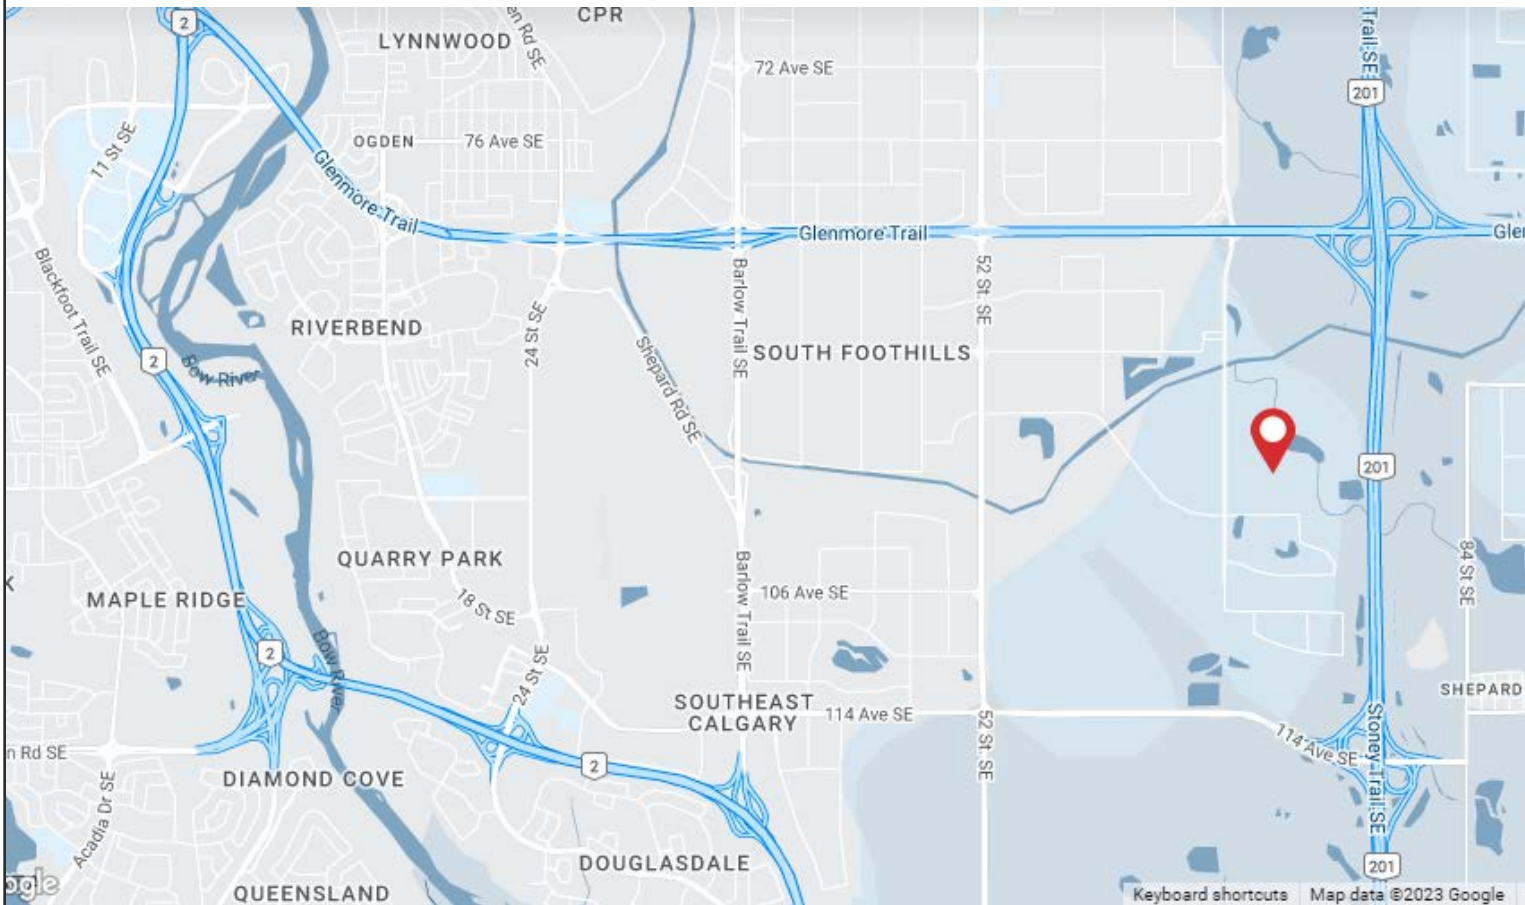 CPR
2
LYNNWOOD
Trail SE
72 Ave SE
201
OGDEN
76 Ave SE
11 St SE
Glenmore Trail
Glenmore Trail
Blackfoot Trail SE
Barlow Trail SE
52 St. SE
24 St SE
RIVERBEND
Shepard Rd SE
SOUTH FOOTHILLS
2
Bow River
201
QUARRY PARK
Barlow Trail SE
84 St SE
MAPLE RIDGE
18 St SE
106 Ave SE
2
Bow River
24 St SE
SOUTHEAST
CALGARY
114 Ave SE
SHEPARD
52 St. SE
114 Ave SE
Stoney Trail SE
n Rd SE
2
DIAMOND COVE
Acadia Dr SE
DOUGLASDALE
201
QUEENSLAND
ogle
Keyboard shortcuts
Map data ©2023 Google